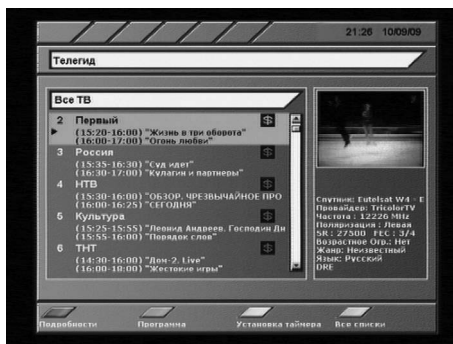 21:26 10/09/09
Телегид
Все ТВ
2 Первый $
(15:20-16:00) "Жизнь в три оборота"
(16:00-17:00) "Огонь любви"
3 Россия $
(15:35-16:30) "Суд идет"
(16:30-17:00) "Кулагин и партнеры"
4 НТВ $
(15:30-16:00) "ОБЗОР. ЧРЕЗВЫЧАЙНОЕ ПРО
(16:00-16:25) "СЕГОДНЯ"
5 Культура $
(15:25-15:55) "Леонид Андреев. Господин Дн
(15:55-16:00) "Порядок слов"
6 ТНТ $
(14:30-16:00) "Дом-2. Live"
(16:00-18:00) "Жестокие игры"
Спутник: Eutelsat W4 - E
Провайдер: TricolorTV
Частота : 12226 MHz
Поляризация : Левая
SR : 27500 FEC : 3/4
Возрастное Огр.: Нет
Жанр: Неизвестный
Язык: Русский
DRE
Подробности Программа Установка таймера Все списки